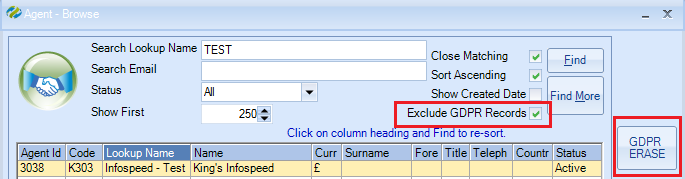 Agent - Browse
Search Lookup Name TEST
Close Matching
Find
Search Email
Sort Ascending
Status All
Show Created Date
Find More
Show First 250
Exclude GDPR Records
Click on column heading and Find to re-sort.
GDPR
ERASE
Agent Id Code Lookup Name Name Curr Surname Fore Title Teleph Countr Status
3038 K303 Infospeed - Test King's Infospeed £ Active